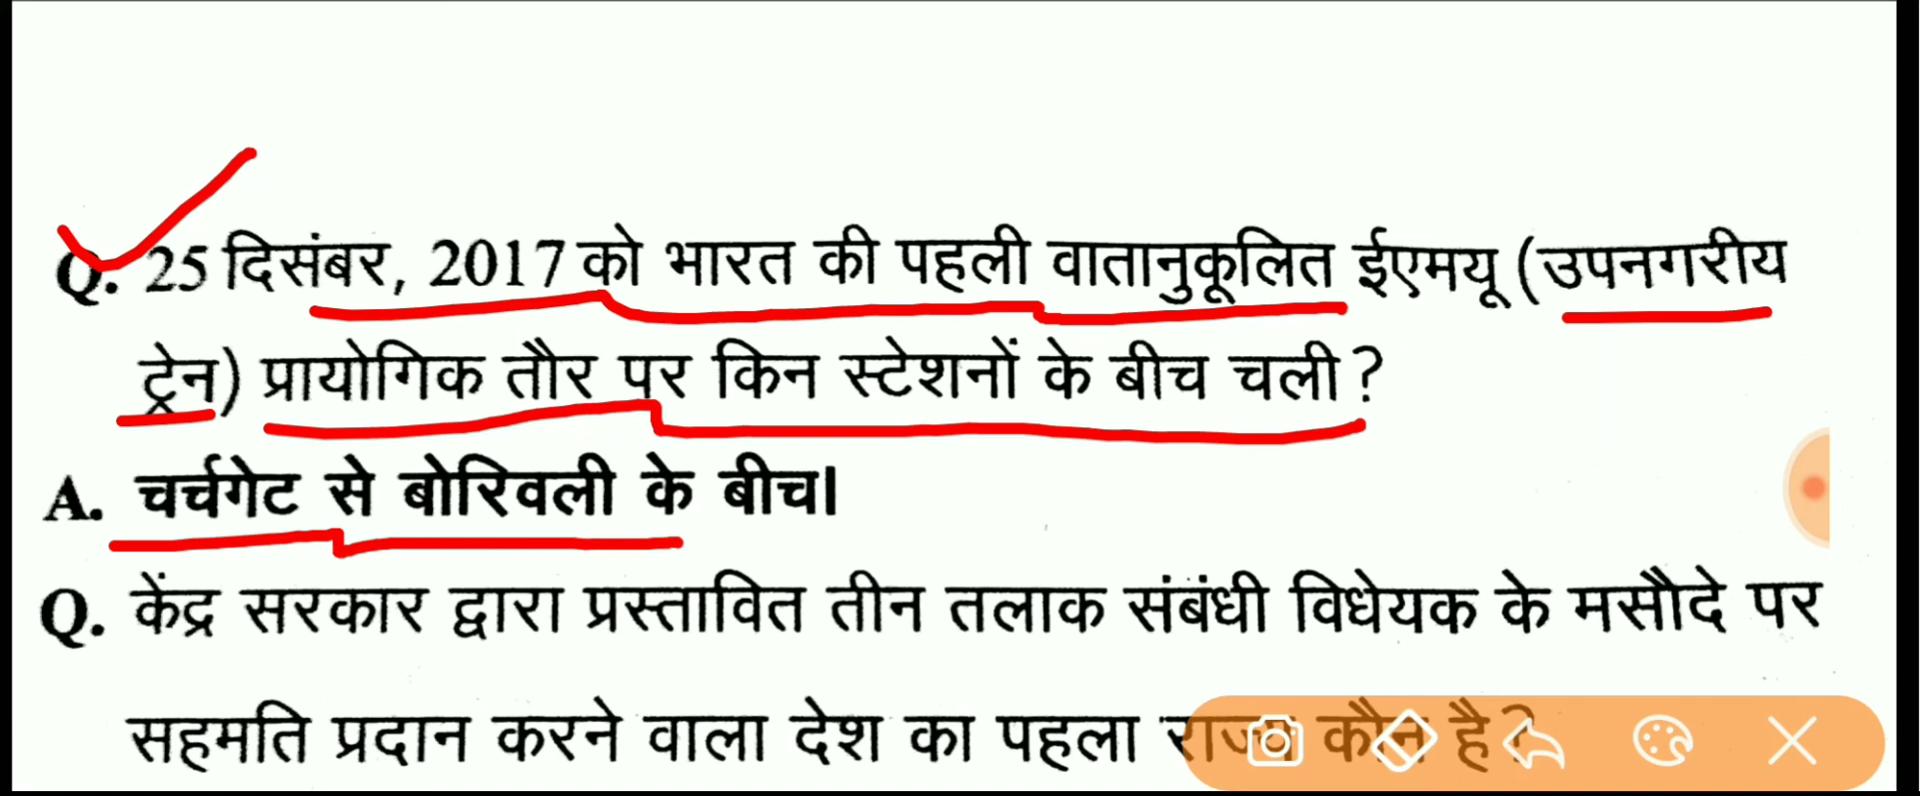 Q. 25 दिसंबर, 2017 को भारत की पहली वातानुकूलित ईएमयू (उपनगरीय
ट्रेन) प्रायोगिक तौर पर किन स्टेशनों के बीच चली?
A. चर्चगेट से बोरिवली के बीच।
Q. केंद्र सरकार द्वारा प्रस्तावित तीन तलाक संबंधी विधेयक के मसौदे पर
सहमति प्रदान करने वाला देश का पहला राज्य कौन है?